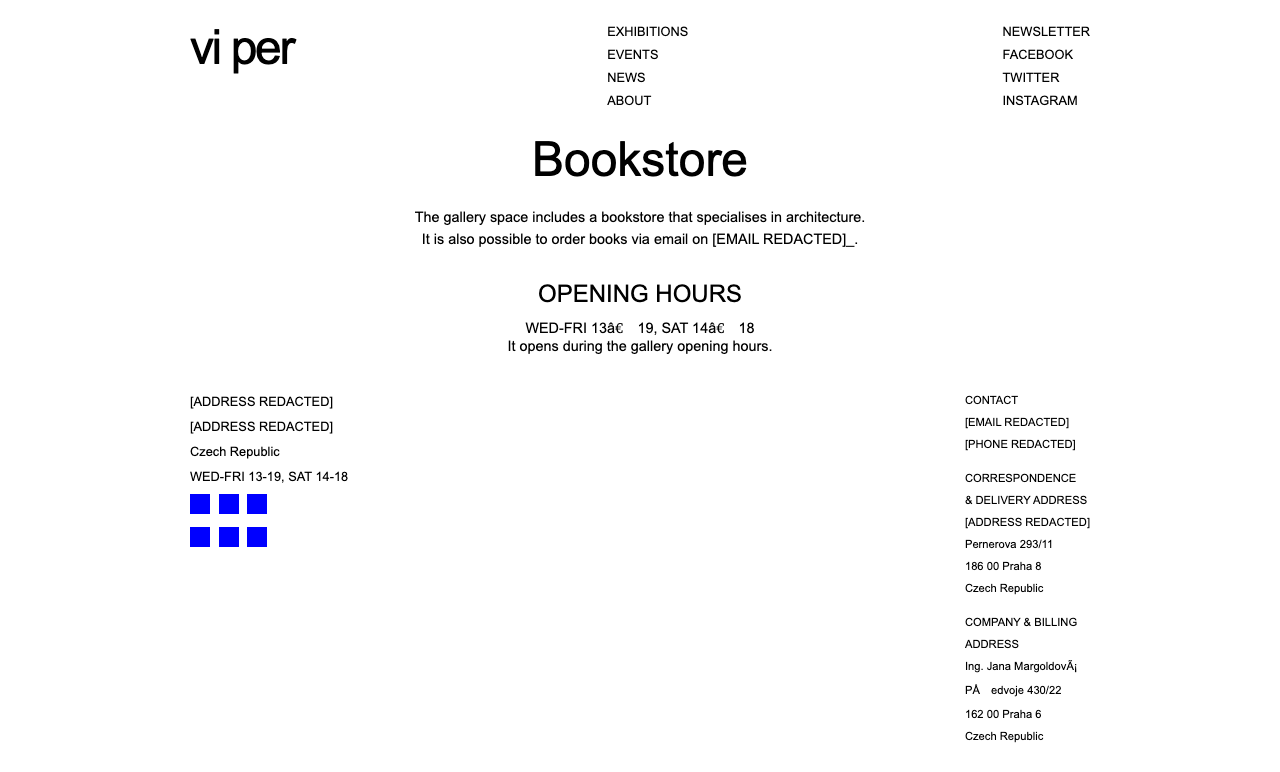 vi per
EXHIBITIONS
EVENTS
NEWS
ABOUT
NEWSLETTER
FACEBOOK
TWITTER
INSTAGRAM
Bookstore
The gallery space includes a bookstore that specialises in architecture.
It is also possible to order books via email on [EMAIL REDACTED]_.
OPENING HOURS
WED-FRI 13â€ 19, SAT 14â€ 18
It opens during the gallery opening hours.
[ADDRESS REDACTED]
[ADDRESS REDACTED]
Czech Republic
WED-FRI 13-19, SAT 14-18
CONTACT
[EMAIL REDACTED]
[PHONE REDACTED]
CORRESPONDENCE
& DELIVERY ADDRESS
[ADDRESS REDACTED]
Pernerova 293/11
186 00 Praha 8
Czech Republic
COMPANY & BILLING
ADDRESS
Ing. Jana MargoldovÃ¡
PÅ edvoje 430/22
162 00 Praha 6
Czech Republic